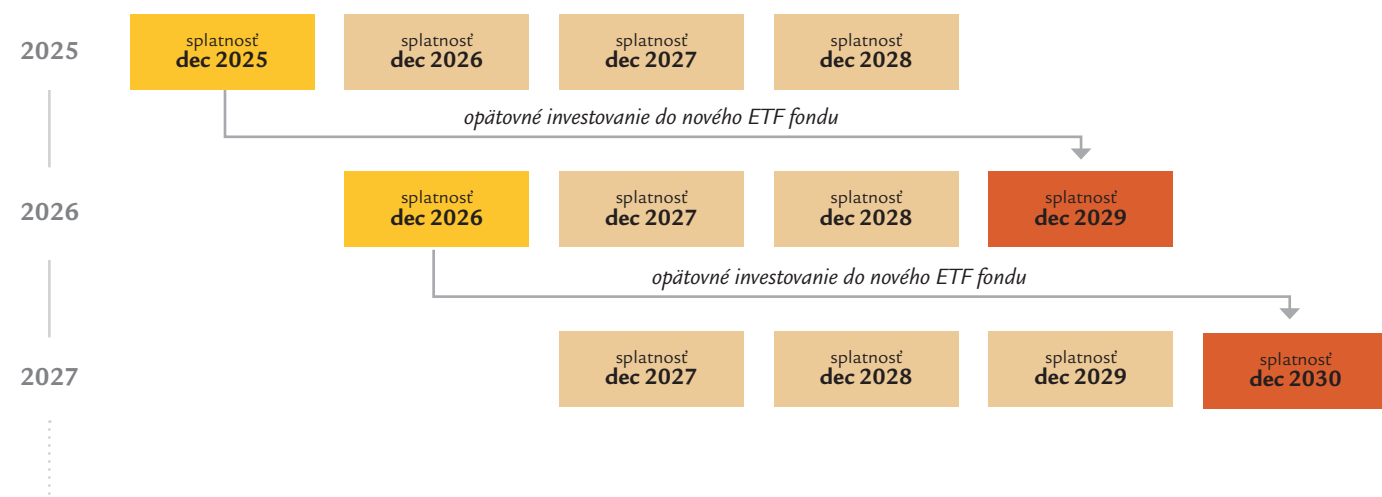 2025
splatnosť
dec 2025
splatnosť
dec 2026
splatnosť
dec 2027
splatnosť
dec 2028
opätovné investovanie do nového ETF fondu
2026
splatnosť
dec 2026
splatnosť
dec 2027
splatnosť
dec 2028
splatnosť
dec 2029
opätovné investovanie do nového ETF fondu
2027
splatnosť
dec 2027
splatnosť
dec 2028
splatnosť
dec 2029
splatnosť
dec 2030